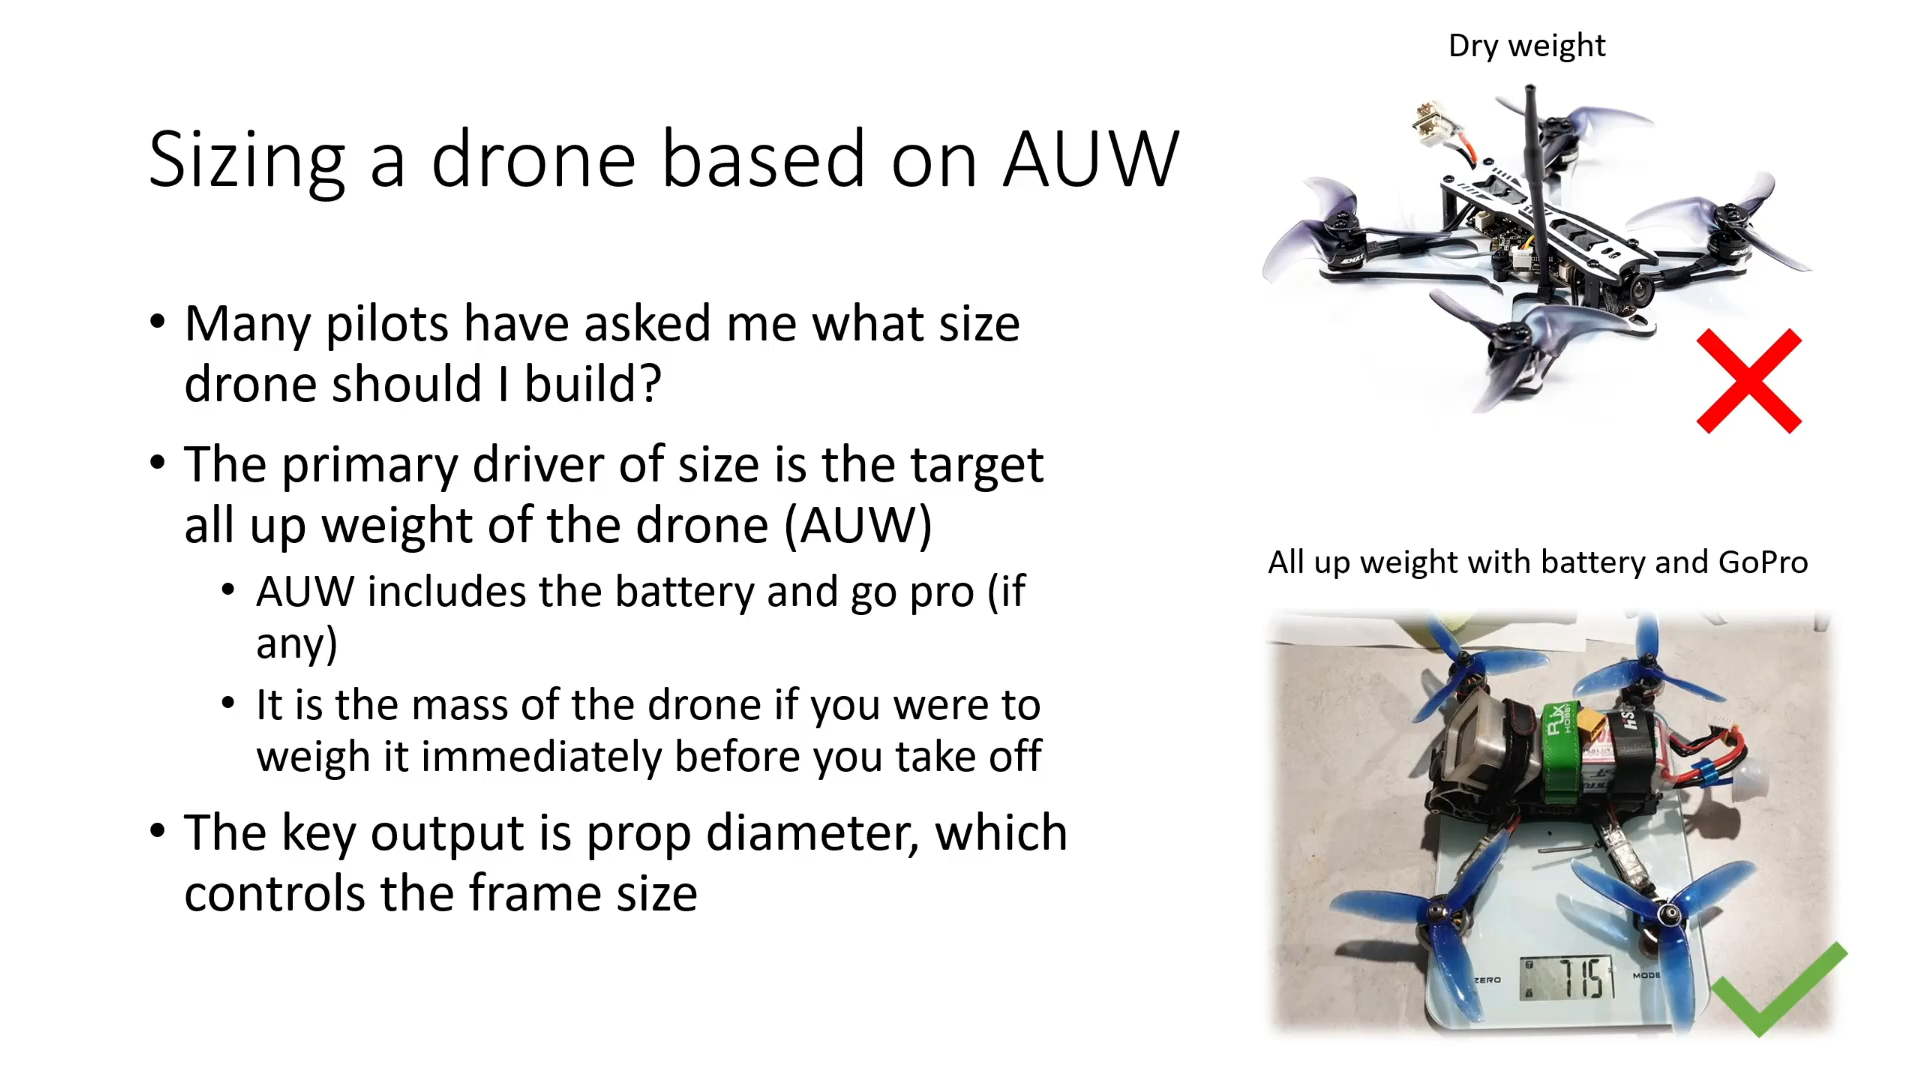 Dry weight
Sizing a drone based on AUW
• Many pilots have asked me what size
drone should I build?
• The primary driver of size is the target
all up weight of the drone (AUW)
• AUW includes the battery and go pro (if
any)
• It is the mass of the drone if you were to
weigh it immediately before you take off
• The key output is prop diameter, which
controls the frame size
All up weight with battery and GoPro
RJX
HOBBY
ZERO
715
MODE